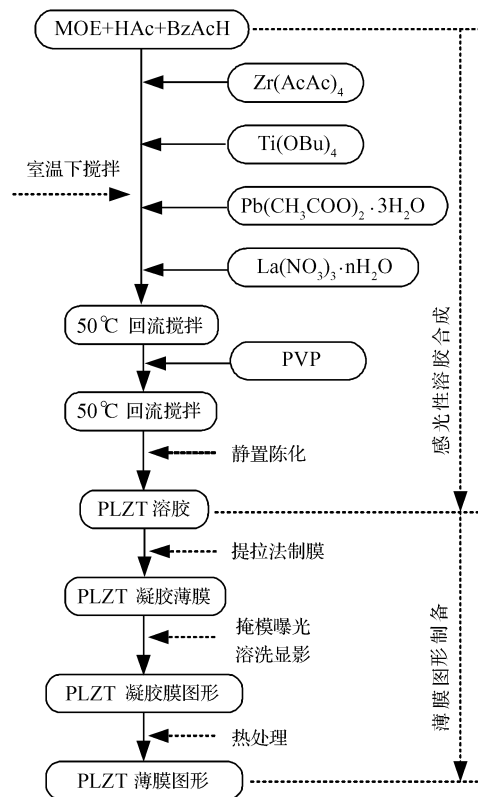 MOE+HAc+BzAcH
Zr(AcAc)₄
Ti(OBu)₄
室温下搅拌
Pb(CH₃COO)₂·3H₂O
La(NO₃)₃·nH₂O
50℃ 回流搅拌
PVP
50℃ 回流搅拌
静置陈化
PLZT 溶胶
提拉法制膜
PLZT 凝胶薄膜
掩模曝光
溶洗显影
PLZT 凝胶膜图形
热处理
PLZT 薄膜图形
感光性溶胶合成
薄膜图形制备